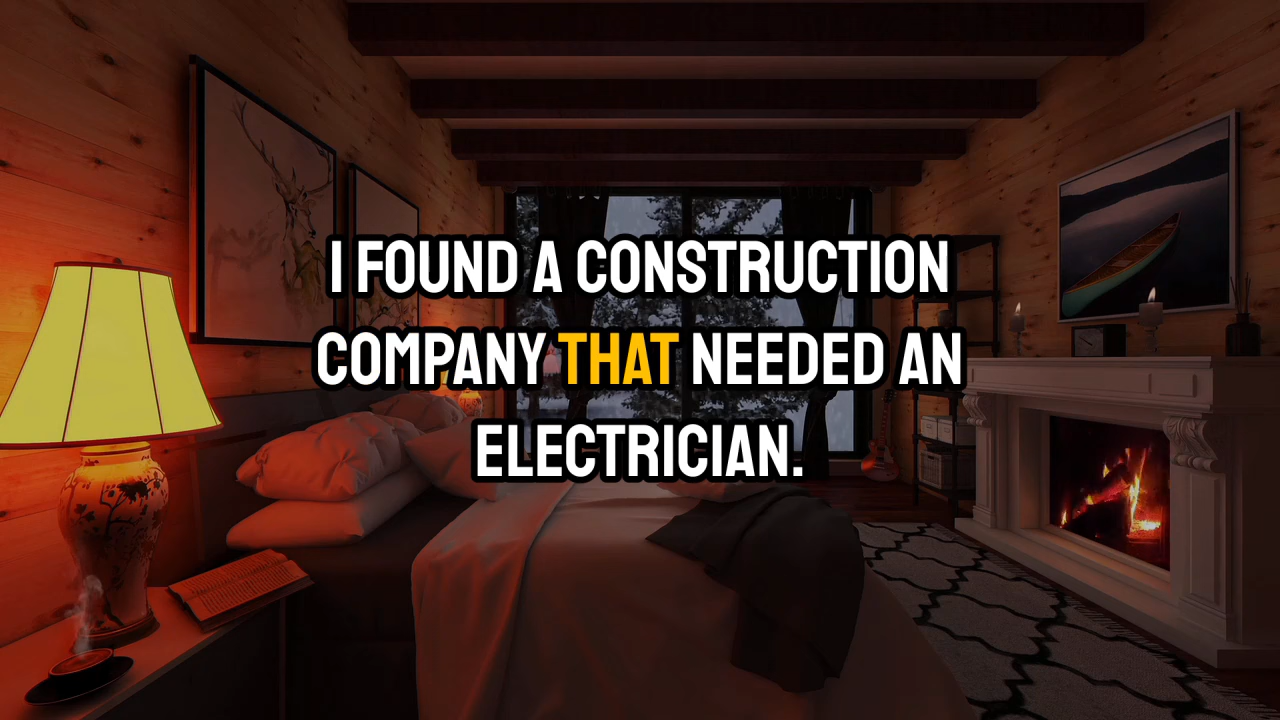 I FOUND A CONSTRUCTION
COMPANY THAT NEEDED AN
ELECTRICIAN.